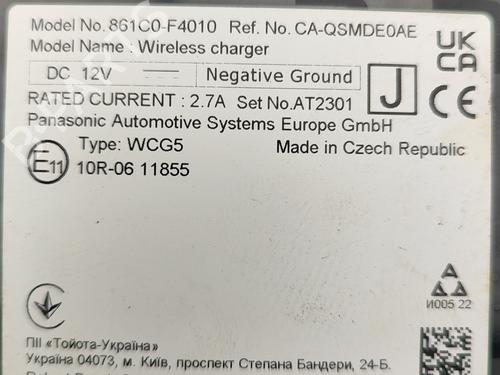 Model No. 861C0-F4010 Ref. No. CA-QSMDE0AE
Model Name : Wireless charger
DC 12V Negative Ground
J
UK
CA
CE
RATED CURRENT : 2.7A Set No.AT2301
Panasonic Automotive Systems Europe GmbH
Type: WCG5 Made in Czech Republic
E11
10R-06 11855
И005 22
ПІІ «Тойота-Україна»
Україна 04073, м. Київ, проспект Степана Бандери, 24-Б.